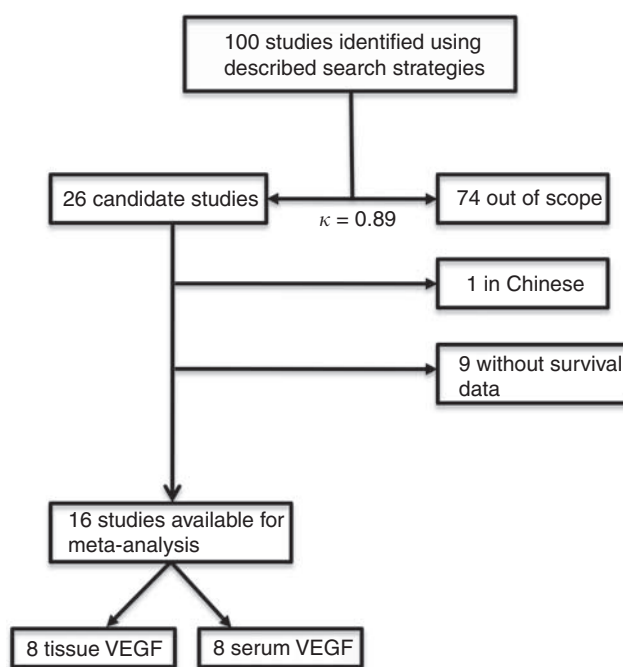 100 studies identified using
described search strategies
26 candidate studies
74 out of scope
κ = 0.89
1 in Chinese
9 without survival
data
16 studies available for
meta-analysis
8 tissue VEGF
8 serum VEGF